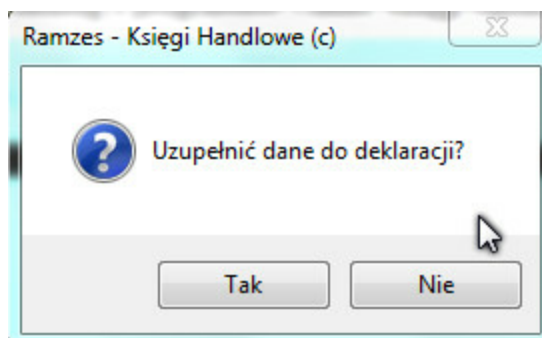 Ramzes - Księgi Handlowe (c)
Uzupełnić dane do deklaracji?
Tak
Nie